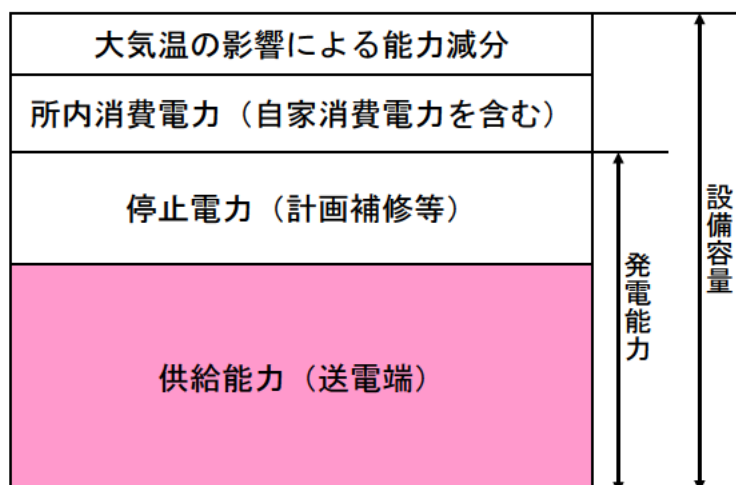 大気温の影響による能力減分
所内消費電力（自家消費電力を含む）
停止電力（計画補修等）
供給能力（送電端）
発電能力
設備容量